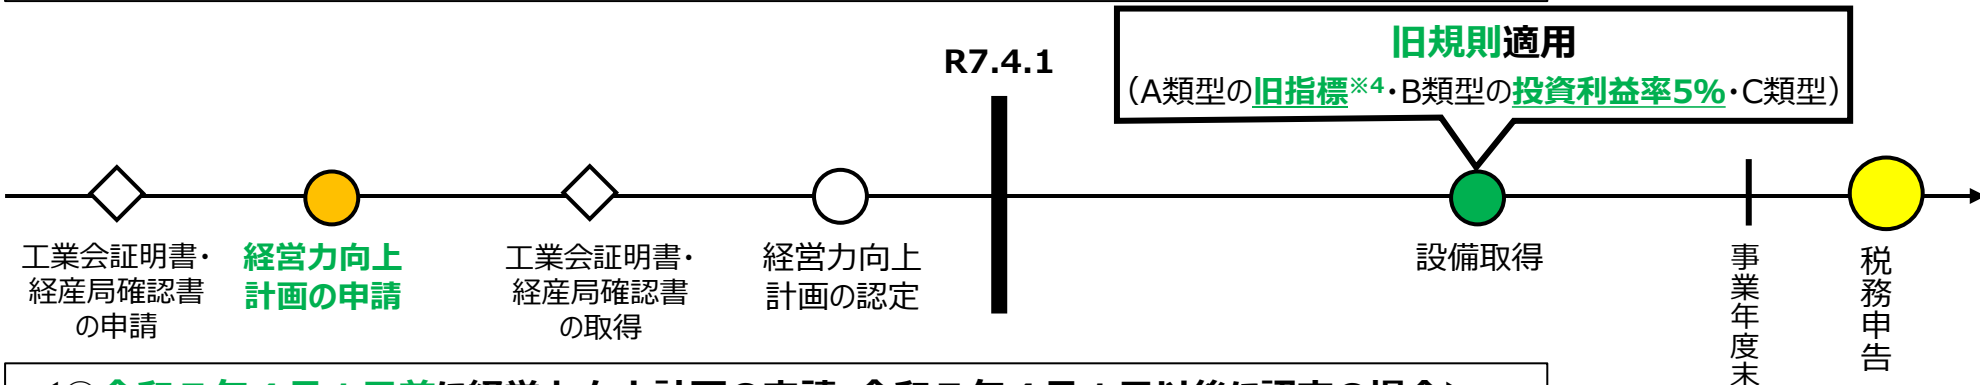 R7.4.1
旧規則適用
（A類型の旧指標※4・B類型の投資利益率5%・C類型）
工業会証明書・
経産局確認書
の申請
経営力向上
計画の申請
工業会証明書・
経産局確認書
の取得
経営力向上
計画の認定
設備取得
事業年度末
税務申告